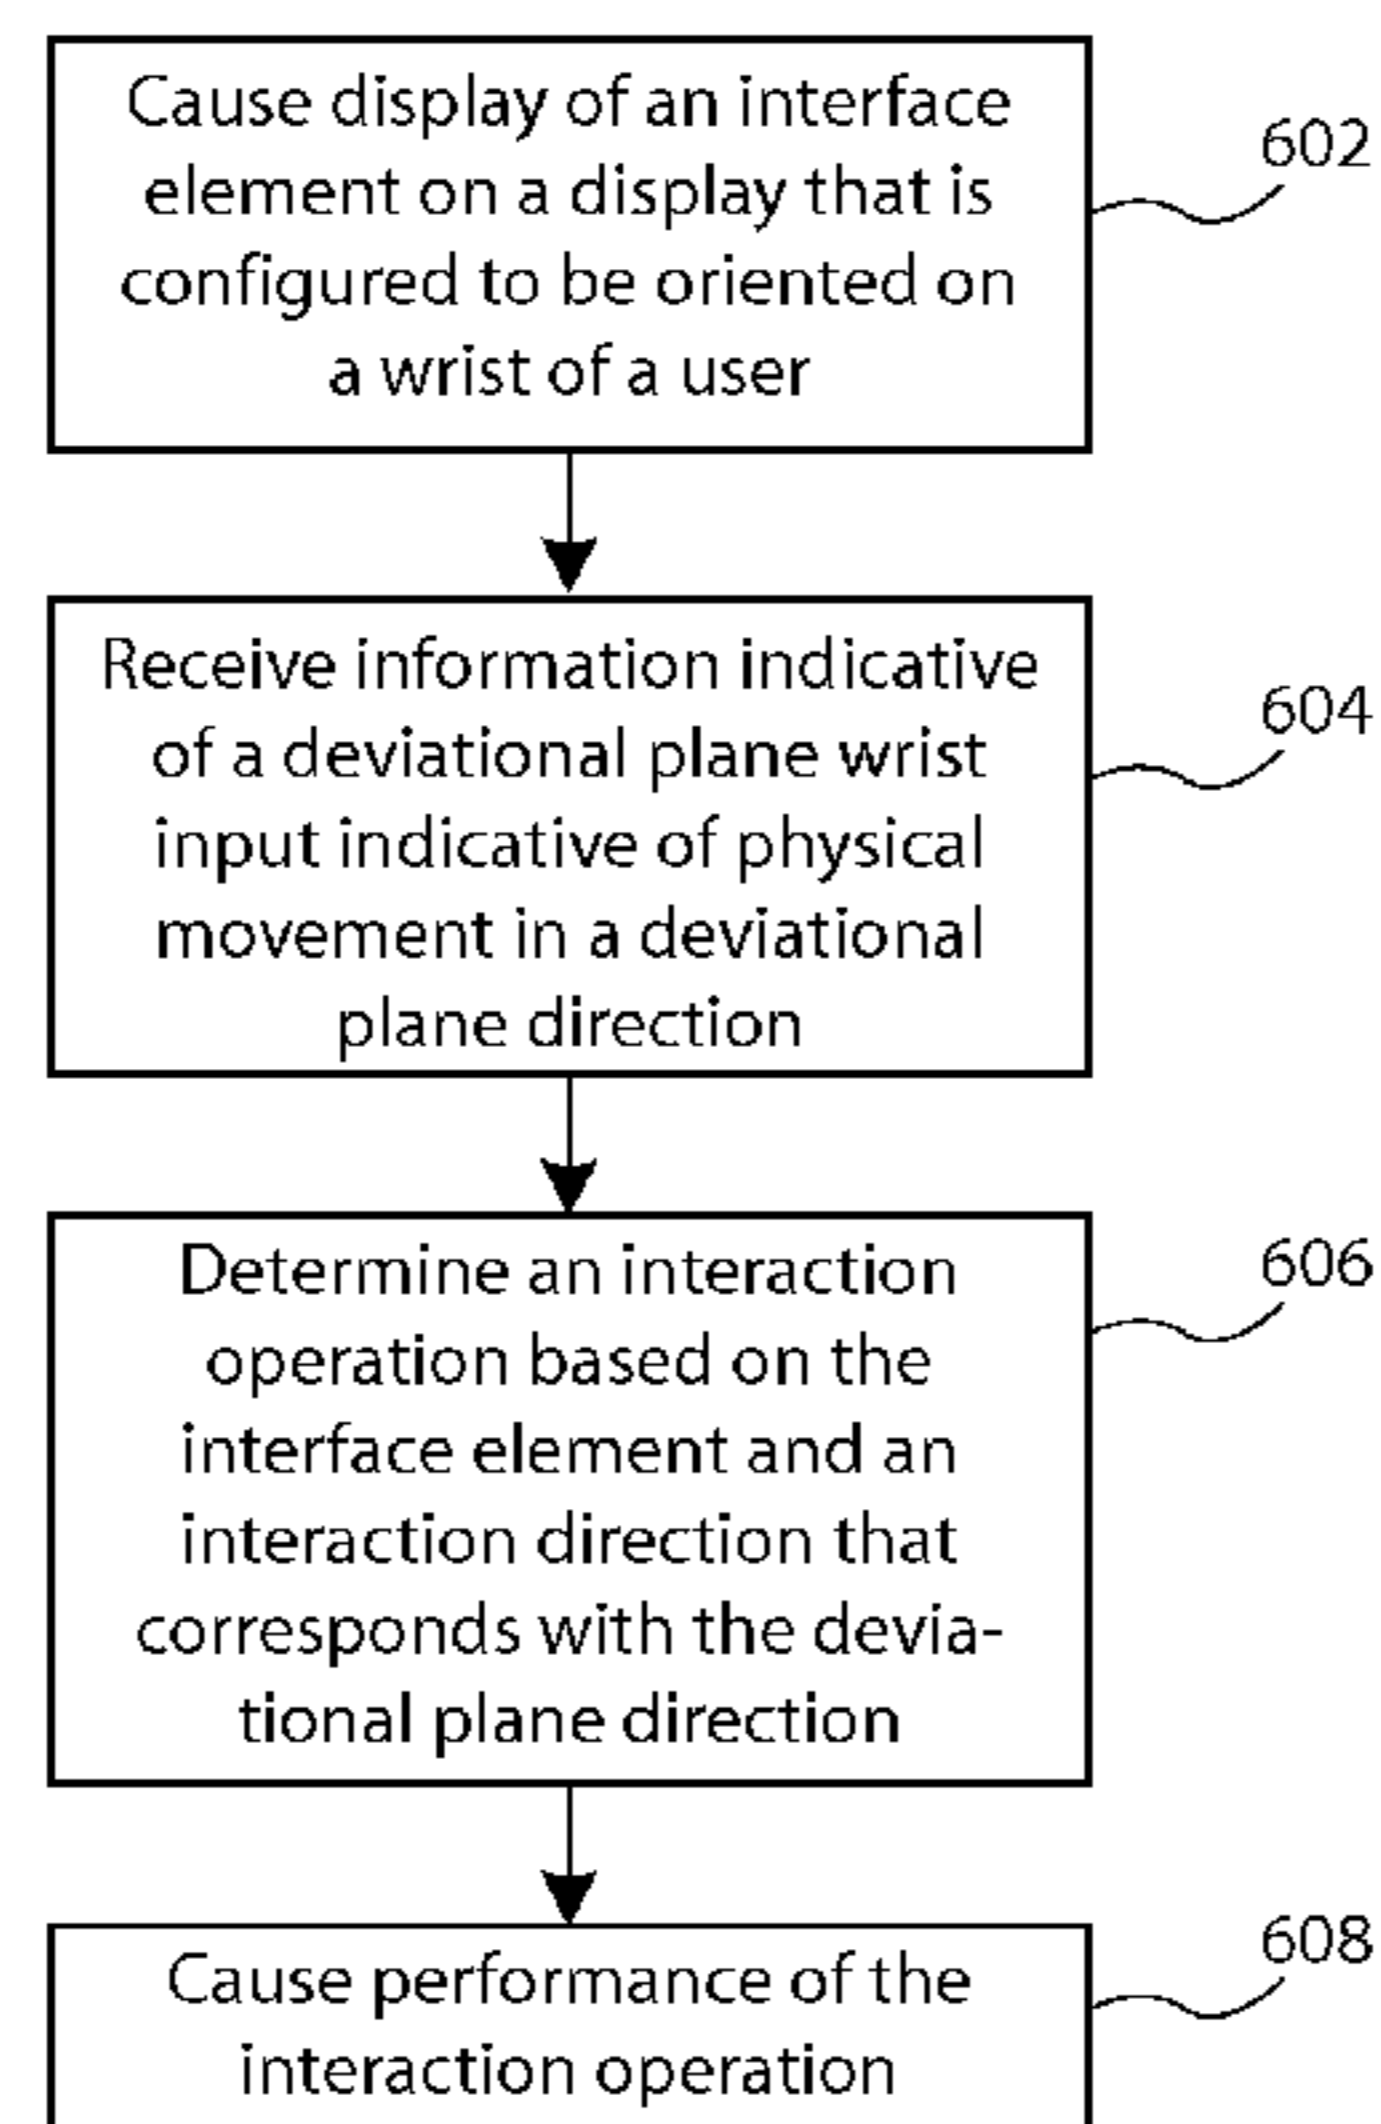 Cause display of an interface
element on a display that is
configured to be oriented on
a wrist of a user
602
Receive information indicative
of a deviational plane wrist
input indicative of physical
movement in a deviational
plane direction
604
Determine an interaction
operation based on the
interface element and an
interaction direction that
corresponds with the devia-
tional plane direction
606
Cause performance of the
interaction operation
608